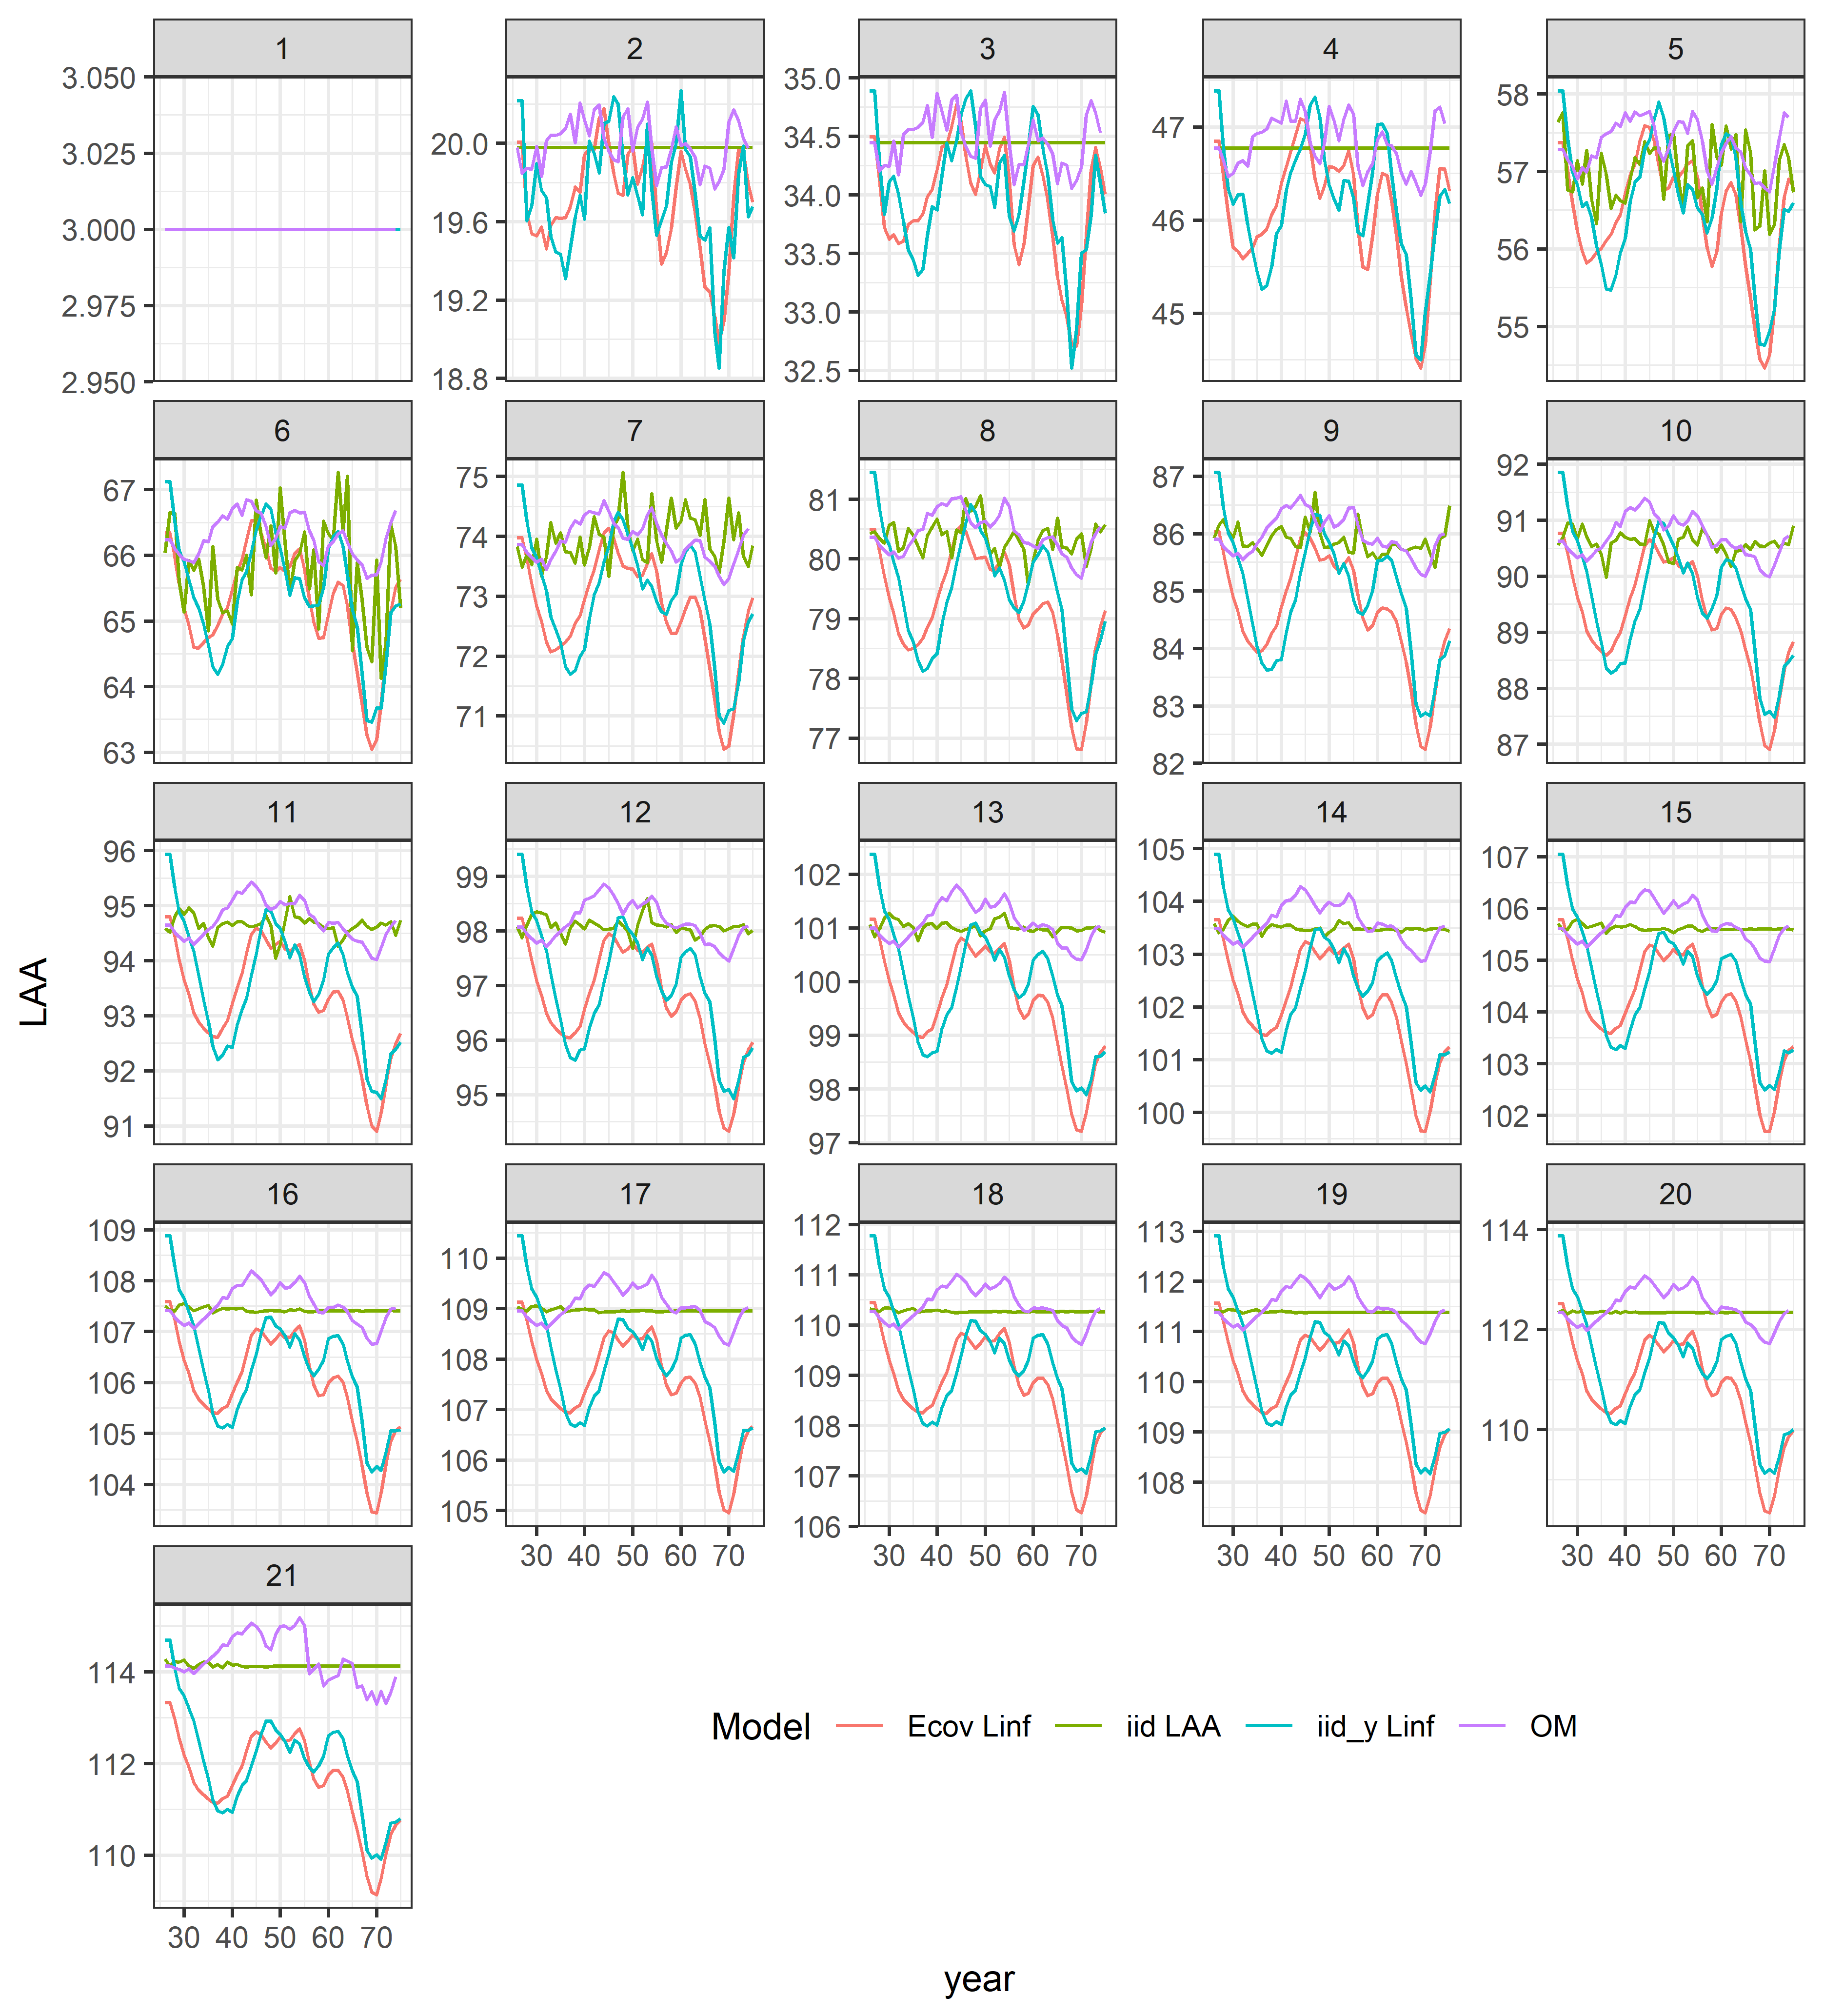 1 2 3 4 5
3.050 3.025 3.000 2.975 2.950
20.0 19.6 19.2 18.8
35.0 34.5 34.0 33.5 33.0 32.5
47 46 45
58 57 56 55
6 7 8 9 10
67 66 65 64 63
75 74 73 72 71
81 80 79 78 77
87 86 85 84 83 82
92 91 90 89 88 87
11 12 13 14 15
96 95 94 93 92 91
99 98 97 96 95
102 101 100 99 98 97
105 104 103 102 101 100
107 106 105 104 103 102
16 17 18 19 20
109 108 107 106 105 104
110 109 108 107 106 105
112 111 110 109 108 107 106
113 112 111 110 109 108
114 112 110
30 40 50 60 70 30 40 50 60 70 30 40 50 60 70 30 40 50 60 70
21
114 112 110
30 40 50 60 70
LAA
Model Ecov Linf iid LAA iid_y Linf OM
year